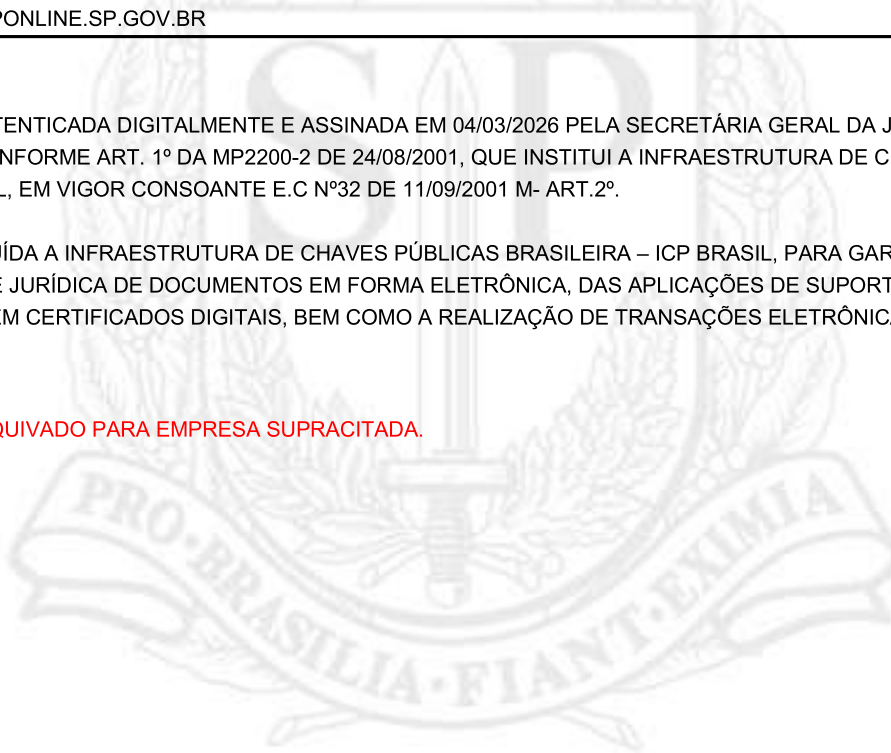 PONLINE.SP.GOV.BR
TENTICADA DIGITALMENTE E ASSINADA EM 04/03/2026 PELA SECRETÁRIA GERAL DA J
NFORME ART. 1º DA MP2200-2 DE 24/08/2001, QUE INSTITUI A INFRAESTRUTURA DE C
L, EM VIGOR CONSOANTE E.C Nº32 DE 11/09/2001 M- ART.2º.
UÍDA A INFRAESTRUTURA DE CHAVES PÚBLICAS BRASILEIRA – ICP BRASIL, PARA GAR
E JURÍDICA DE DOCUMENTOS EM FORMA ELETRÔNICA, DAS APLICAÇÕES DE SUPORT
EM CERTIFICADOS DIGITAIS, BEM COMO A REALIZAÇÃO DE TRANSAÇÕES ELETRÔNICA
QUIVADO PARA EMPRESA SUPRACITADA.
SP
PRO·BRASILIA·FIANT·EXIMIA